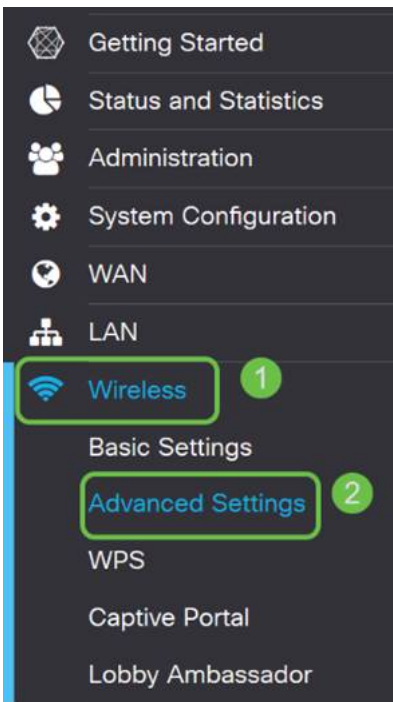 Getting Started
Status and Statistics
Administration
System Configuration
WAN
LAN
Wireless 1
Basic Settings
Advanced Settings 2
WPS
Captive Portal
Lobby Ambassador